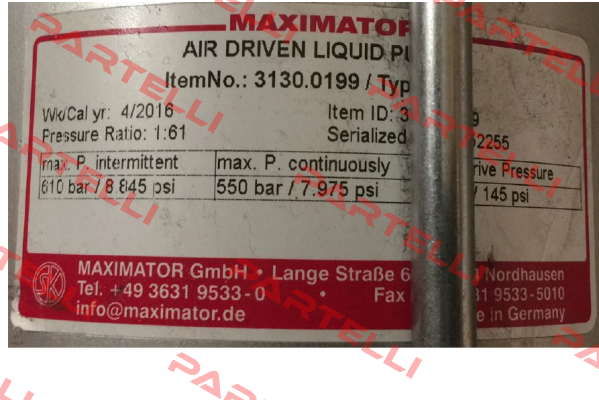 MAXIMATOR
AIR DRIVEN LIQUID
ItemNo.: 3130.0199 / Typ
Wk/Cal yr: 4/2016 Item ID: 3 9
Pressure Ratio: 1:61 Serialized 2255
max. P. intermittent max. P. continuously rive Pressure
610 bar / 8.845 psi 550 bar / 7.975 psi / 145 psi
MAXIMATOR GmbH • Lange Straße 6 Nordhausen
Tel. +49 3631 9533-0 • Fax 31 9533-5010
info@maximator.de e in Germany
PARTELLI